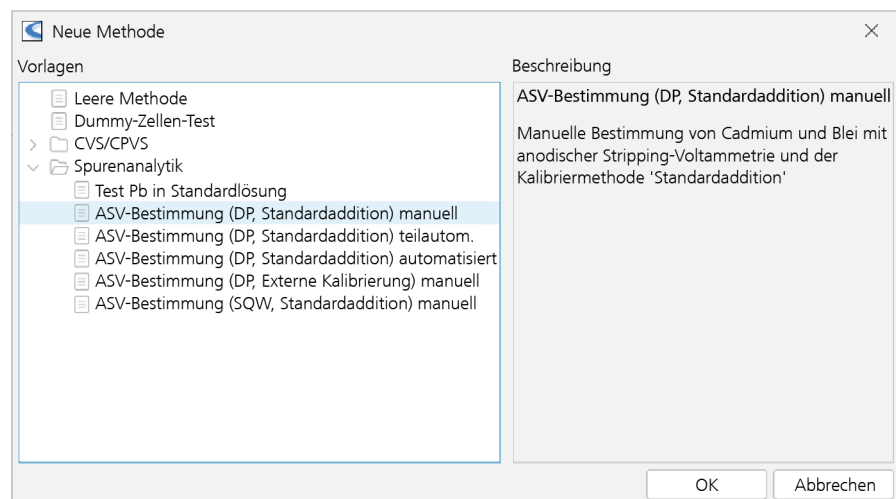 Neue Methode
Vorlagen
Leere Methode
Dummy-Zellen-Test
CVS/CPVS
Spurenanalytik
Test Pb in Standardlösung
ASV-Bestimmung (DP, Standardaddition) manuell
ASV-Bestimmung (DP, Standardaddition) teilautom.
ASV-Bestimmung (DP, Standardaddition) automatisiert
ASV-Bestimmung (DP, Externe Kalibrierung) manuell
ASV-Bestimmung (SQW, Standardaddition) manuell
Beschreibung
ASV-Bestimmung (DP, Standardaddition) manuell
Manuelle Bestimmung von Cadmium und Blei mit
anodischer Stripping-Voltammetrie und der
Kalibriermethode 'Standardaddition'
OK
Abbrechen